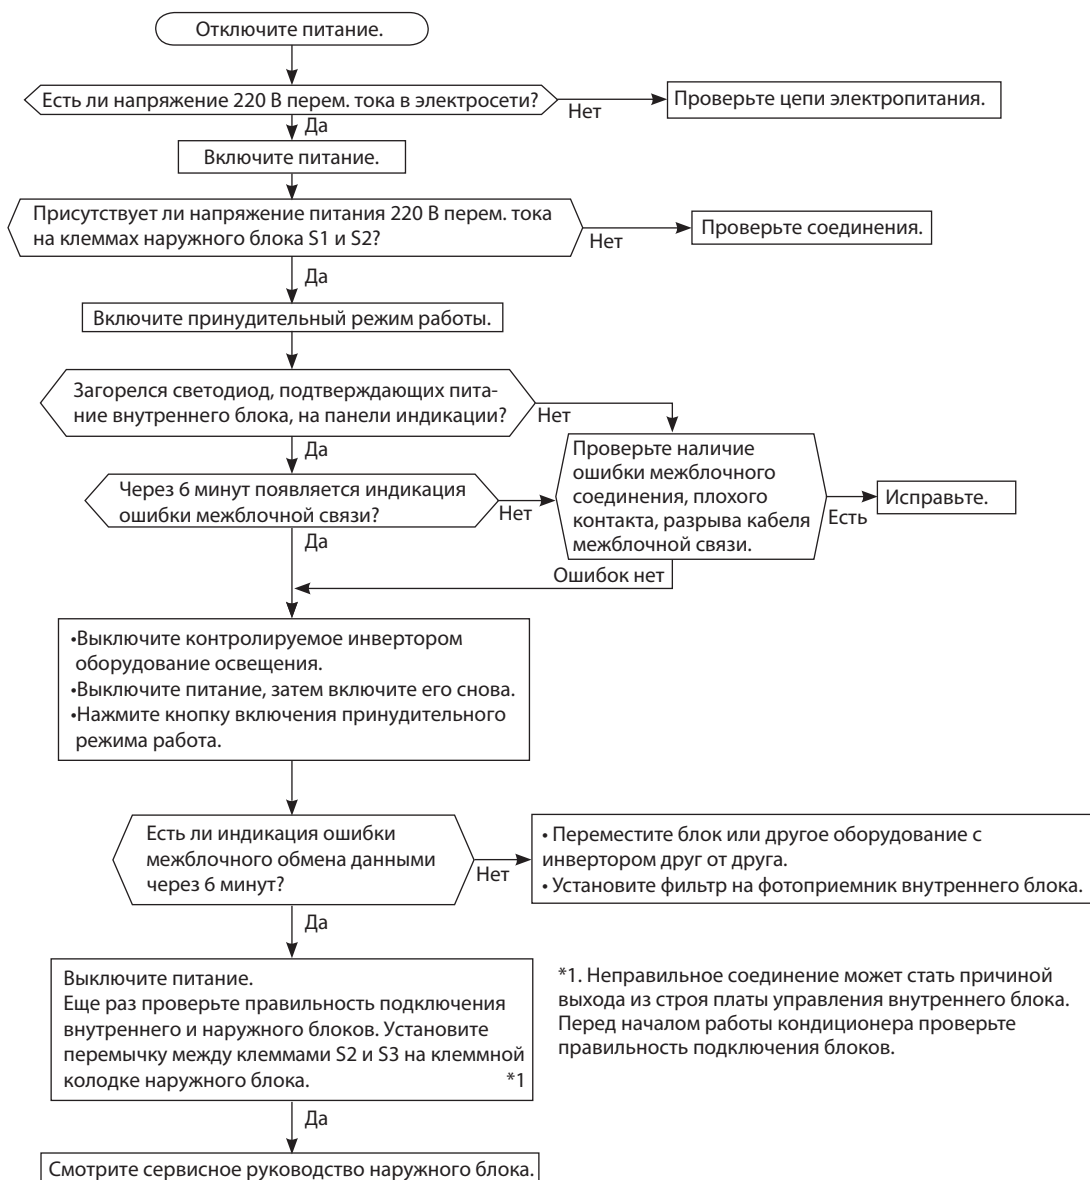 Отключите питание.
Есть ли напряжение 220 В перем. тока в электросети?
Нет
Проверьте цепи электропитания.
Да
Включите питание.
Присутствует ли напряжение питания 220 В перем. тока
на клеммах наружного блока S1 и S2?
Нет
Проверьте соединения.
Да
Включите принудительный режим работы.
Загорелся светодиод, подтверждающих пита-
ние внутреннего блока, на панели индикации?
Нет
Да
Проверьте наличие
ошибки межблочного
соединения, плохого
контакта, разрыва кабеля
межблочной связи.
Есть
Исправьте.
Через 6 минут появляется индикация
ошибки межблочной связи?
Нет
Да
Ошибок нет
•Выключите контролируемое инвертором
оборудование освещения.
•Выключите питание, затем включите его снова.
•Нажмите кнопку включения принудительного
режима работа.
Есть ли индикация ошибки
межблочного обмена данными
через 6 минут?
Нет
• Переместите блок или другое оборудование с
инвертором друг от друга.
• Установите фильтр на фотоприемник внутреннего блока.
Да
Выключите питание.
Еще раз проверьте правильность подключения
внутреннего и наружного блоков. Установите
перемычку между клеммами S2 и S3 на клеммной
колодке наружного блока. *1
*1. Неправильное соединение может стать причиной
выхода из строя платы управления внутреннего блока.
Перед началом работы кондиционера проверьте
правильность подключения блоков.
Да
Смотрите сервисное руководство наружного блока.